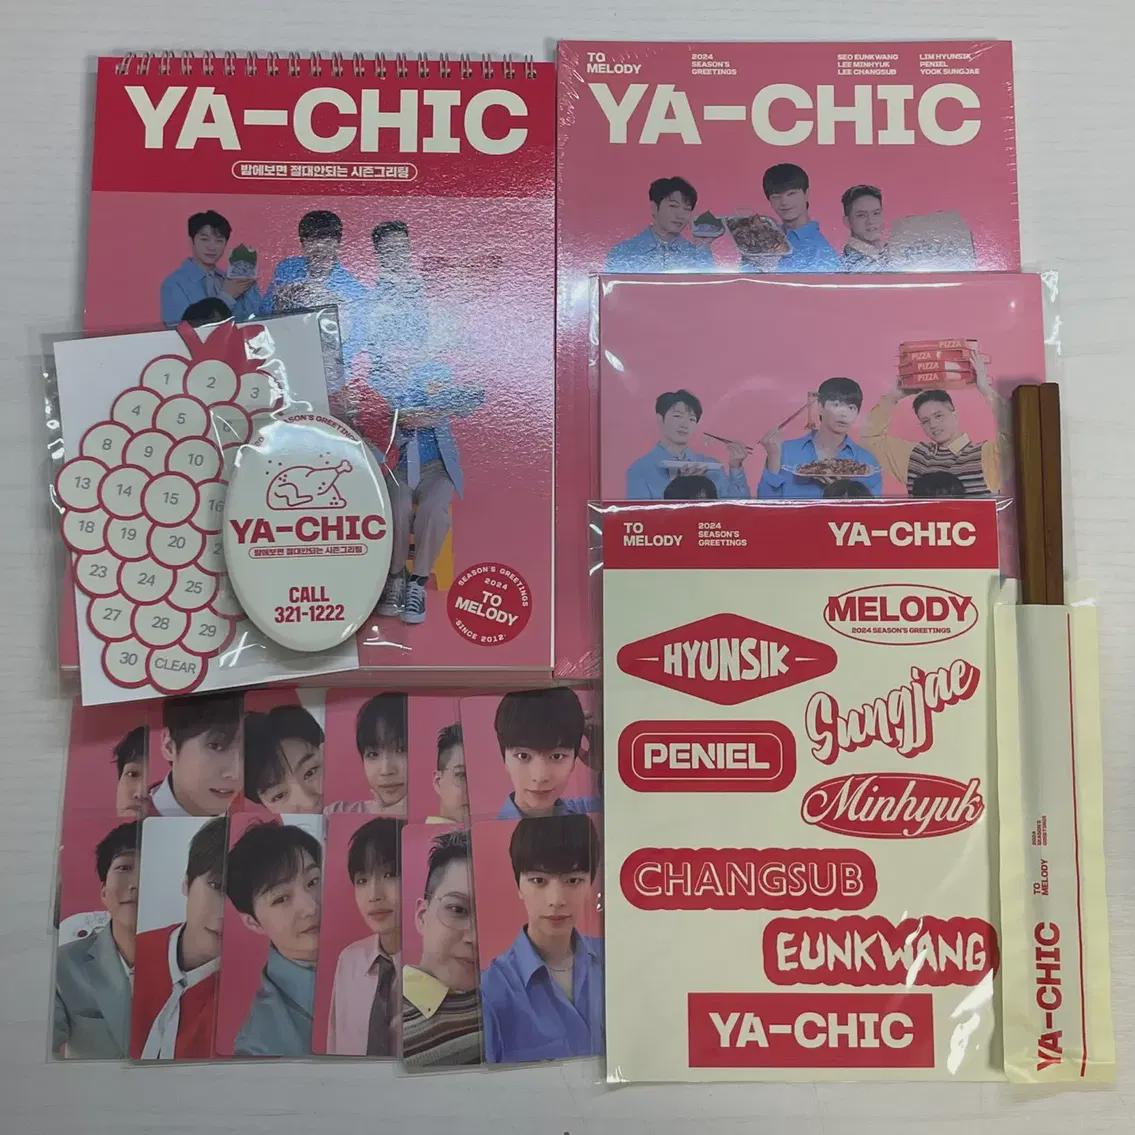 YA-CHIC
밤에보면 절대안되는 시즌그리팅
TO
MELODY
2024
SEASON'S
GREETINGS
SEO EUNKWANG
LEE MINHYUK
LEE CHANGSUB
LIM HYUNSIK
PENIEL
YOOK SUNGJAE
YA-CHIC
PIZZA
PIZZA
PIZZA
PIZZA
1
2
3
4
5
6
8
9
10
13
14
15
16
18
19
20
23
24
25
27
28
29
30
CLEAR
SEASON'S GREETINGS
YA-CHIC
밤에보면 절대안되는 시즌그리팅
CALL
321-1222
SEASON'S GREETINGS
2024
TO
MELODY
SINCE 2012
TO
MELODY
2024
SEASON'S
GREETINGS
YA-CHIC
MELODY
2024 SEASON'S GREETINGS
HYUNSIK
Sungjae
PENIEL
Minhyuk
CHANGSUB
EUNKWANG
YA-CHIC
YA-CHIC
TO
MELODY
2024
SEASON'S
GREETINGS